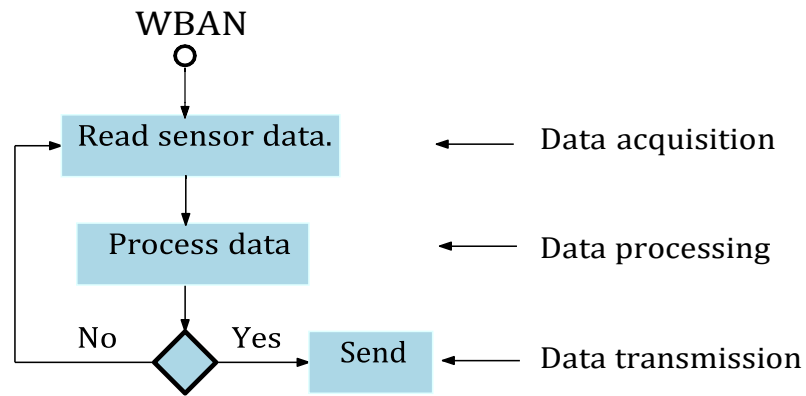 WBAN
Read sensor data.
Data acquisition
Process data
Data processing
No
Yes
Send
Data transmission